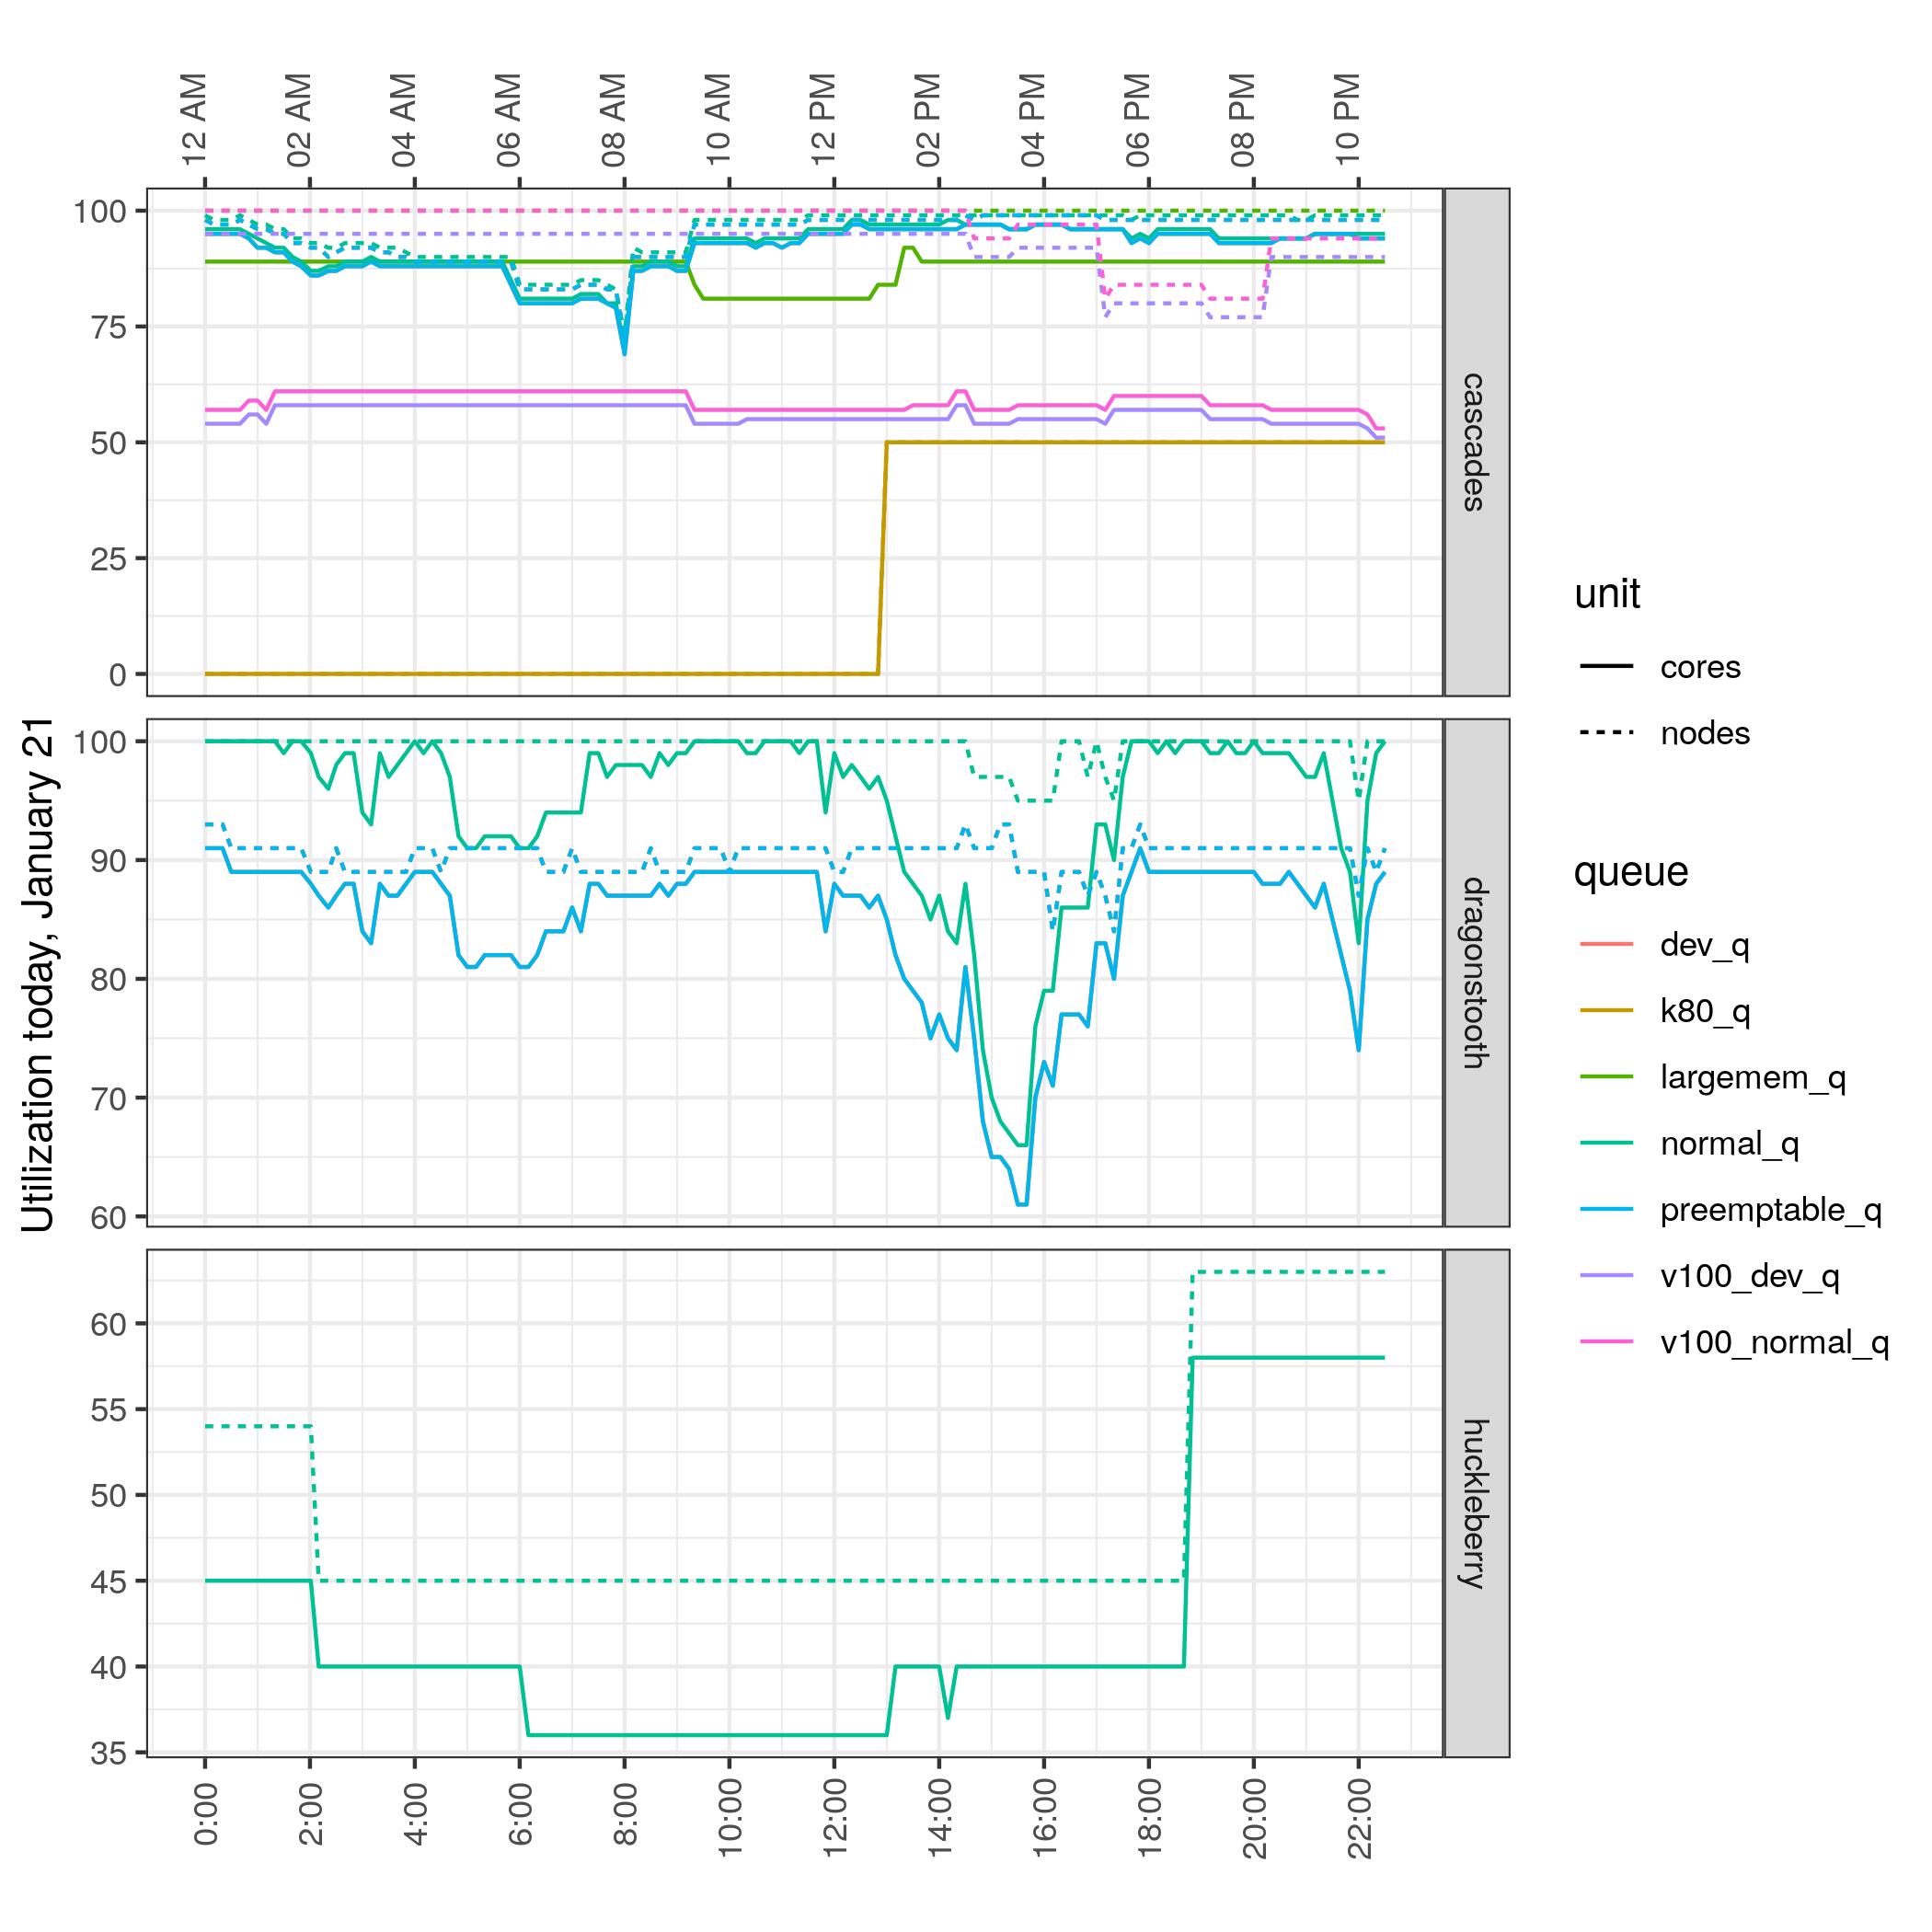 12 AM
02 AM
04 AM
06 AM
08 AM
10 AM
12 PM
02 PM
04 PM
06 PM
08 PM
10 PM
Utilization today, January 21
100
75
50
25
0
cascades
100
90
80
70
60
dragonstooth
60
55
50
45
40
35
huckleberry
0:00
2:00
4:00
6:00
8:00
10:00
12:00
14:00
16:00
18:00
20:00
22:00
unit
cores
nodes
queue
dev_q
k80_q
largemem_q
normal_q
preemptable_q
v100_dev_q
v100_normal_q